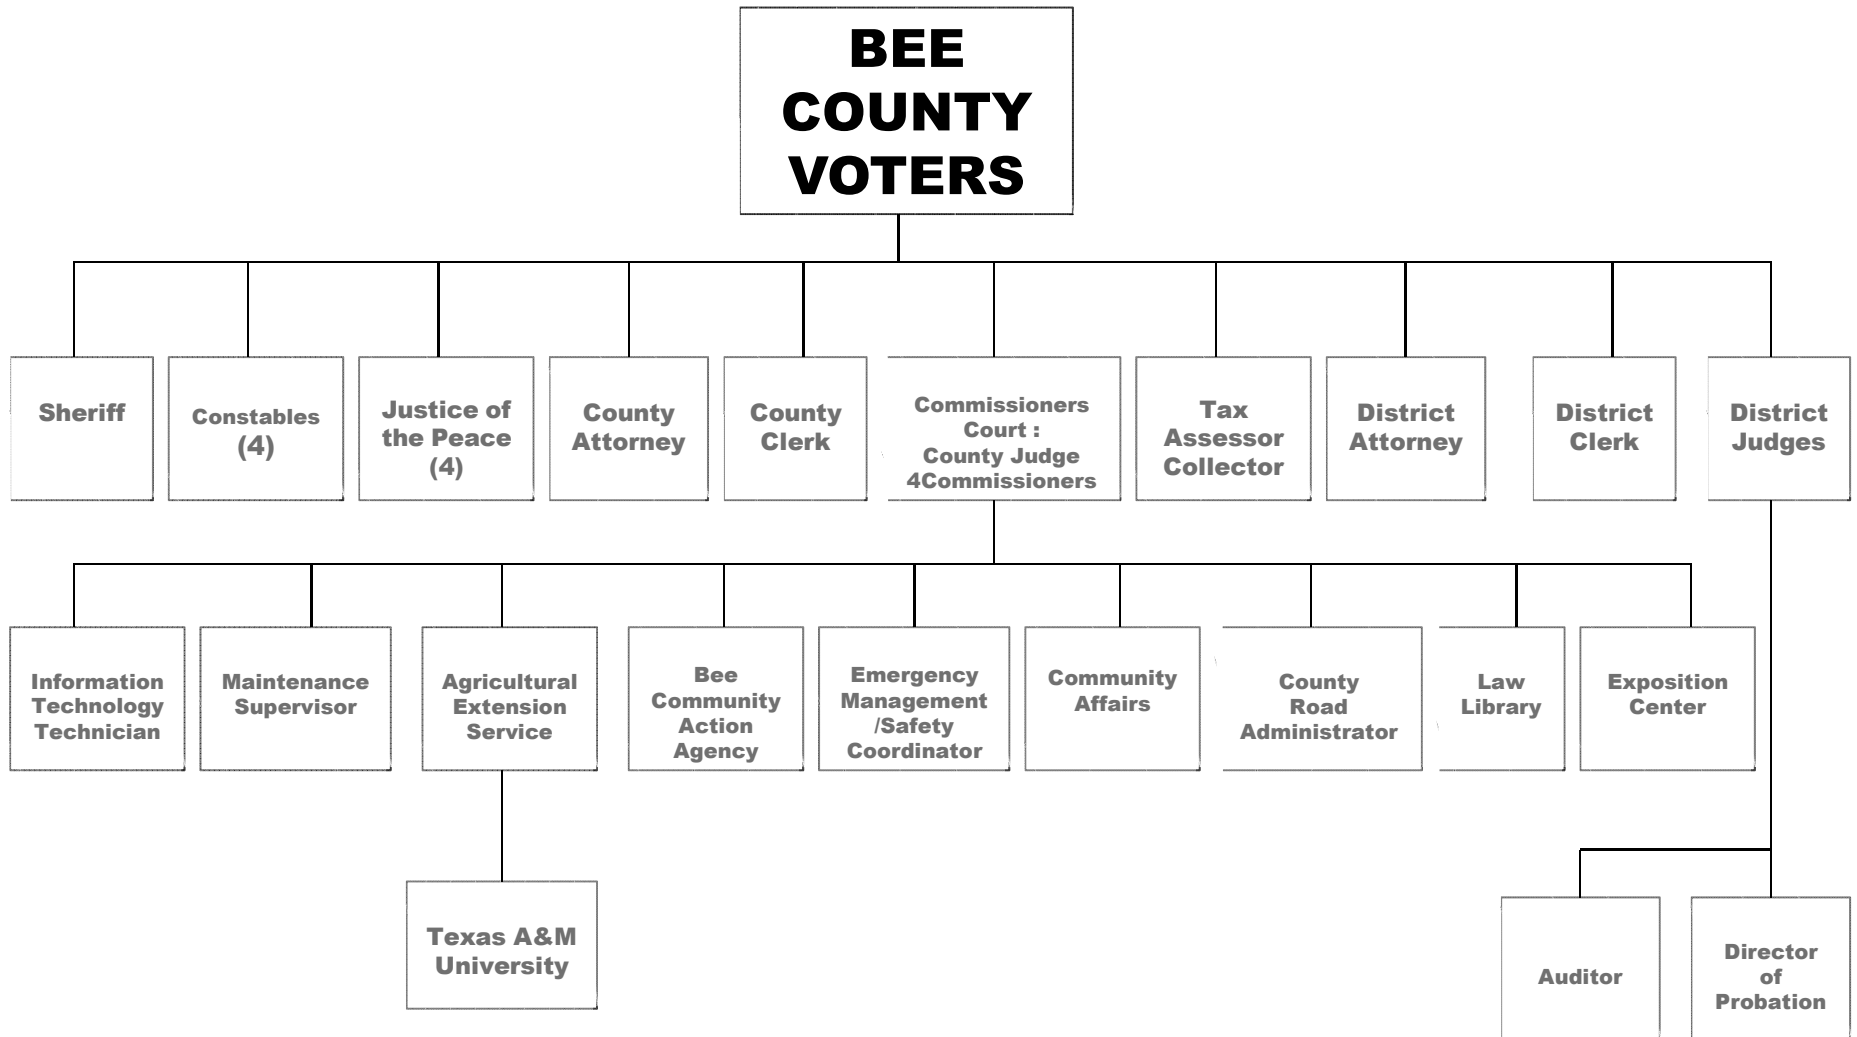 BEE
COUNTY
VOTERS
Sheriff
Constables
(4)
Justice of
the Peace
(4)
County
Attorney
County
Clerk
Commissioners
Court :
County Judge
4Commissioners
Tax
Assessor
Collector
District
Attorney
District
Clerk
District
Judges
Information
Technology
Technician
Maintenance
Supervisor
Agricultural
Extension
Service
Bee
Community
Action
Agency
Emergency
Management
/Safety
Coordinator
Community
Affairs
County
Road
Administrator
Law
Library
Exposition
Center
Texas A&M
University
Auditor
Director
of
Probation